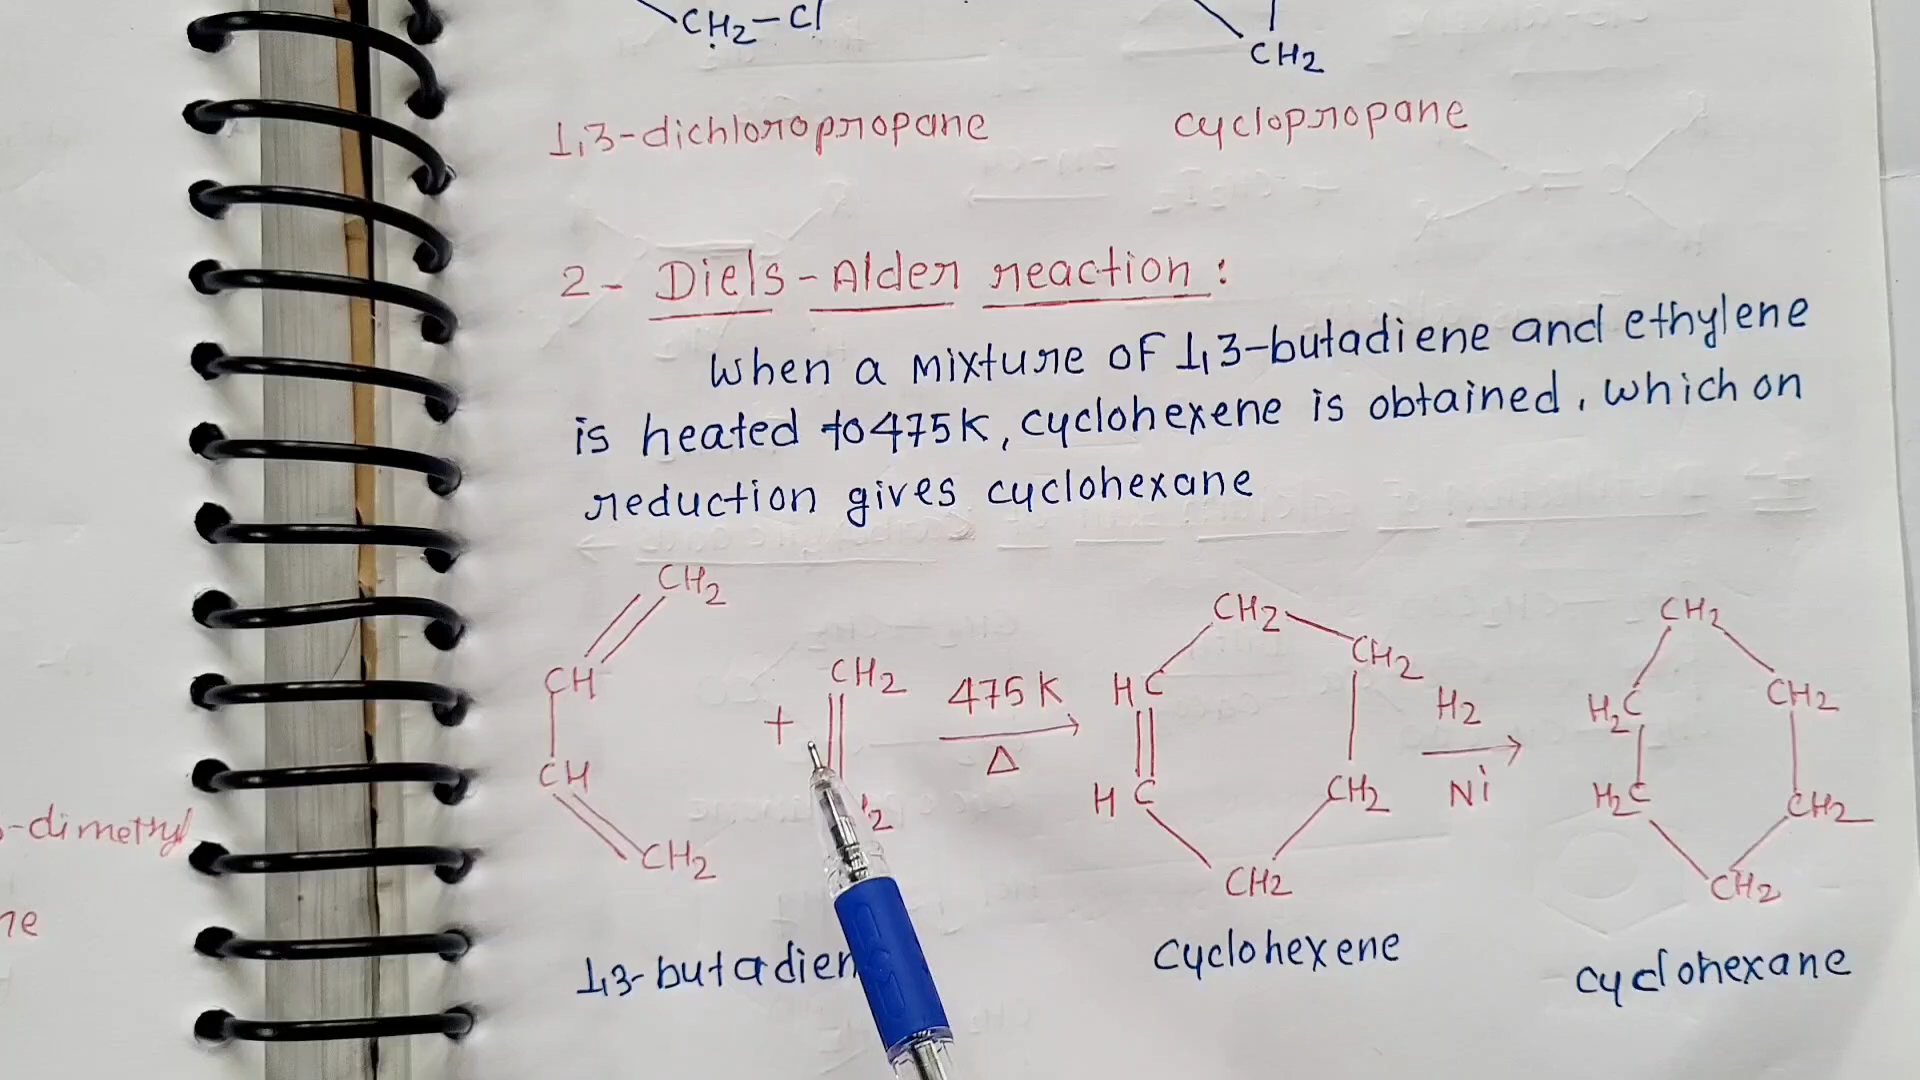 CH2-Cl
CH2
1,3-dichloropropane
cyclopropane
2- Diels-Alder reaction:
When a mixture of 1,3-butadiene and ethylene
is heated to 475K, cyclohexene is obtained, which on
reduction gives cyclohexane
CH2
CH
CH
CH2
+
CH2
2
475 K
Δ
CH2
CH2
HC
HC
CH2
CH2
H2
Ni
CH2
H2C
CH2
H2C
CH2
CH2
1,3-butadien
cyclohexene
cyclohexane
-dimethyl
ne